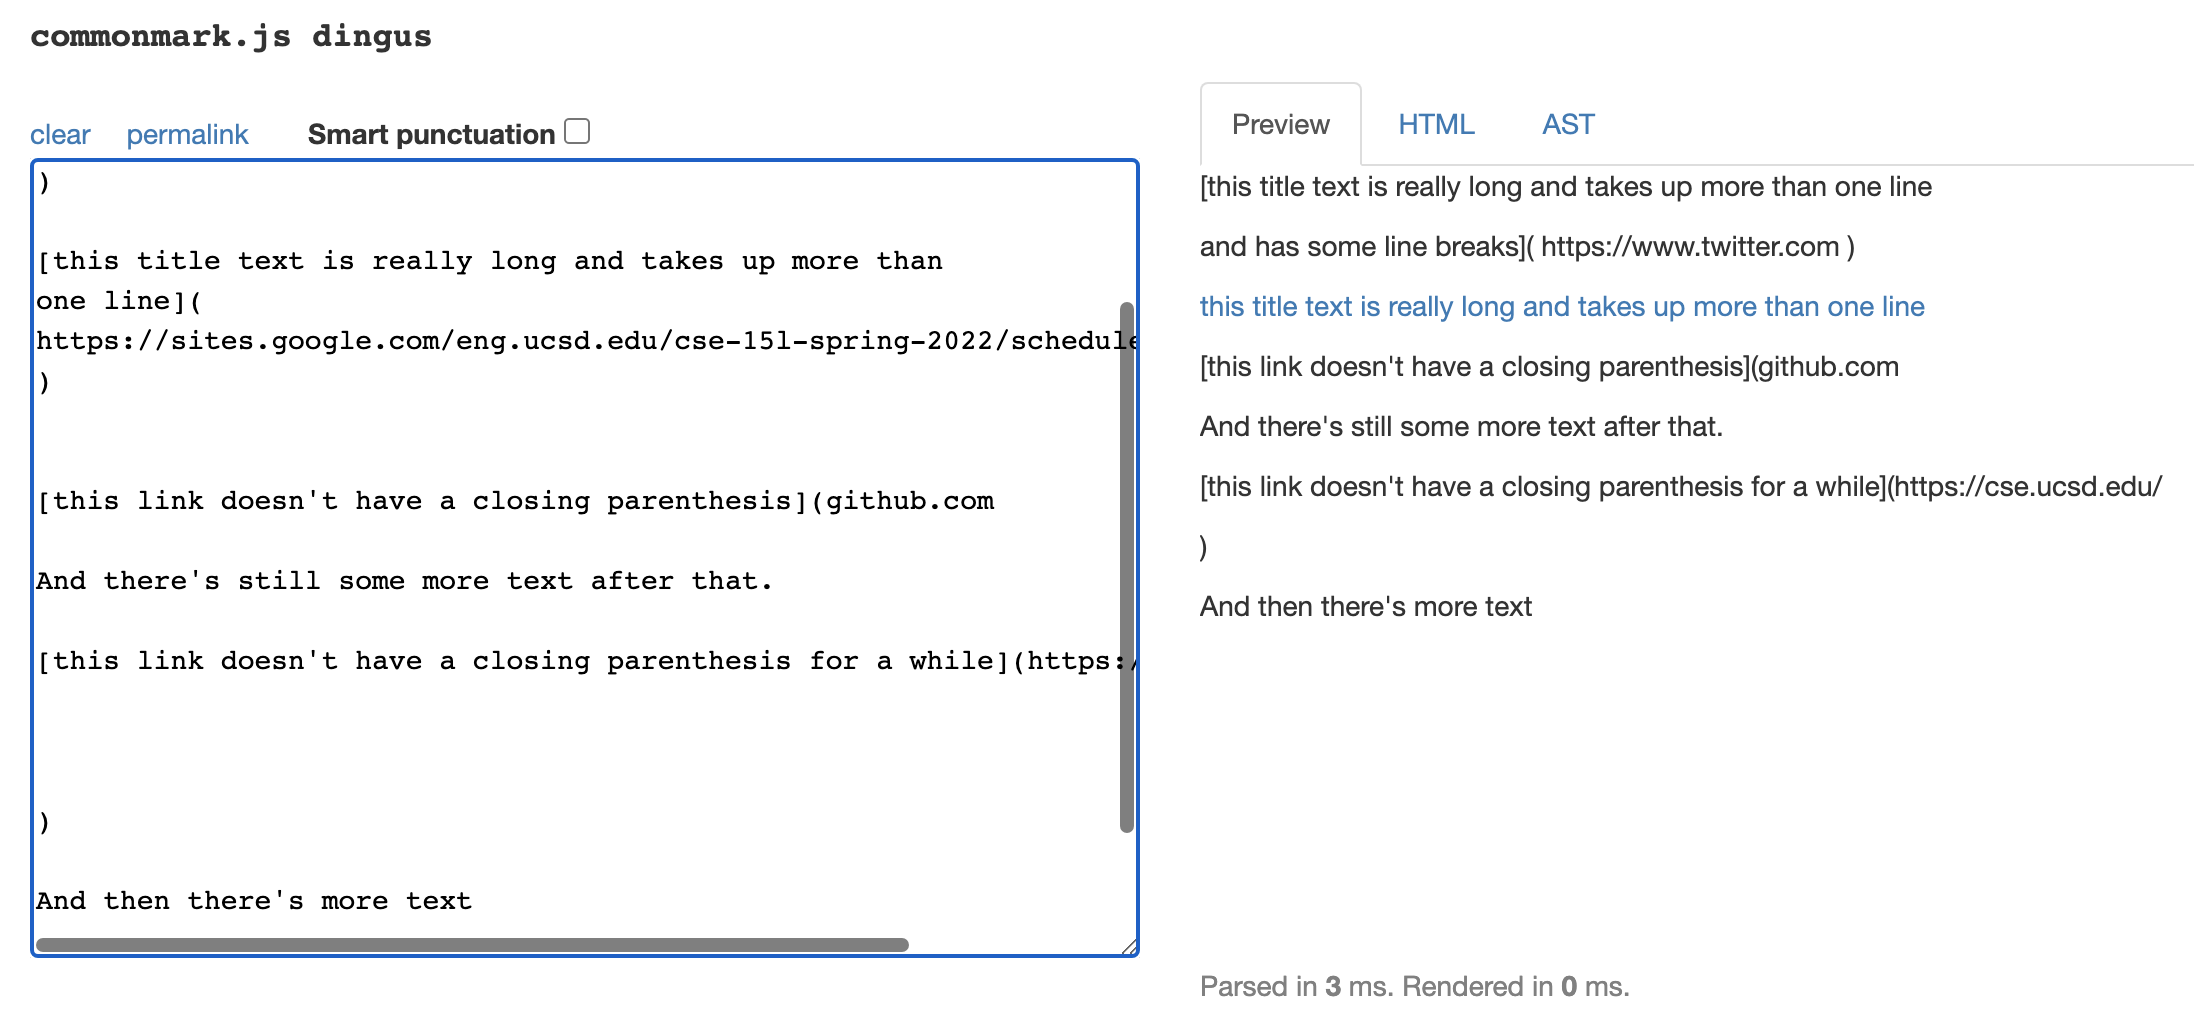 commonmark.js dingus
clear permalink Smart punctuation
)
[this title text is really long and takes up more than
one line](
https://sites.google.com/eng.ucsd.edu/cse-15l-spring-2022/schedule
)
[this link doesn't have a closing parenthesis](github.com
And there's still some more text after that.
[this link doesn't have a closing parenthesis for a while](https:/
)
And then there's more text
Preview HTML AST
[this title text is really long and takes up more than one line
and has some line breaks]( https://www.twitter.com )
this title text is really long and takes up more than one line
[this link doesn't have a closing parenthesis](github.com
And there's still some more text after that.
[this link doesn't have a closing parenthesis for a while](https://cse.ucsd.edu/
)
And then there's more text
Parsed in 3 ms. Rendered in 0 ms.